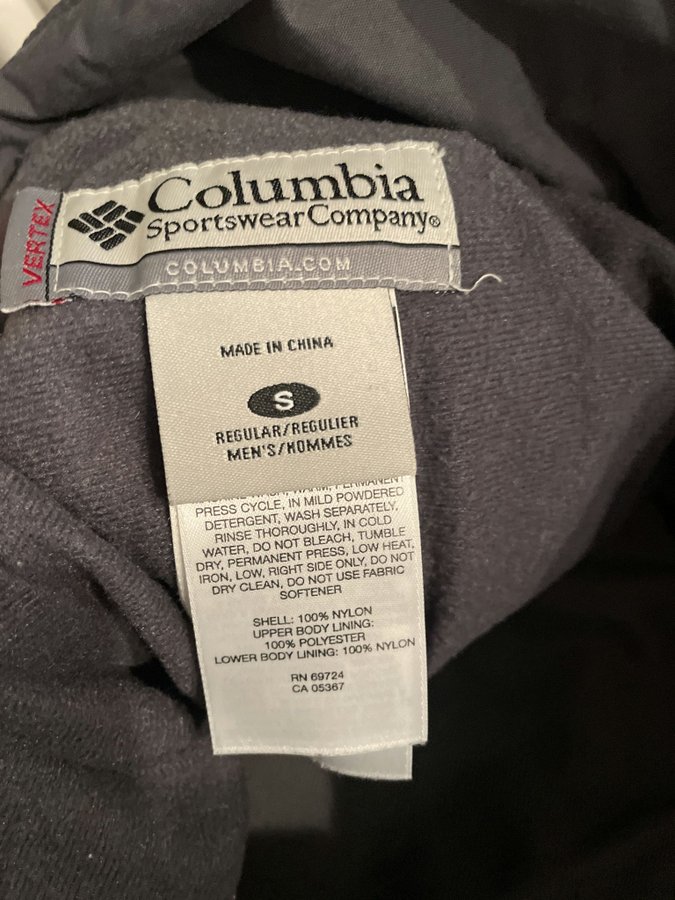 VERTEX
Columbia
Sportswear Company®
COLUMBIA.COM
MADE IN CHINA
S
REGULAR/REGULIER
MEN'S/HOMMES
PRESS CYCLE, IN MILD POWDERED
DETERGENT, WASH SEPARATELY,
RINSE THOROUGHLY, IN COLD
WATER, DO NOT BLEACH, TUMBLE
DRY, PERMANENT PRESS, LOW HEAT,
IRON, LOW, RIGHT SIDE ONLY, DO NOT
DRY CLEAN, DO NOT USE FABRIC
SOFTENER
SHELL: 100% NYLON
UPPER BODY LINING:
100% POLYESTER
LOWER BODY LINING: 100% NYLON
RN 69724
CA 05367